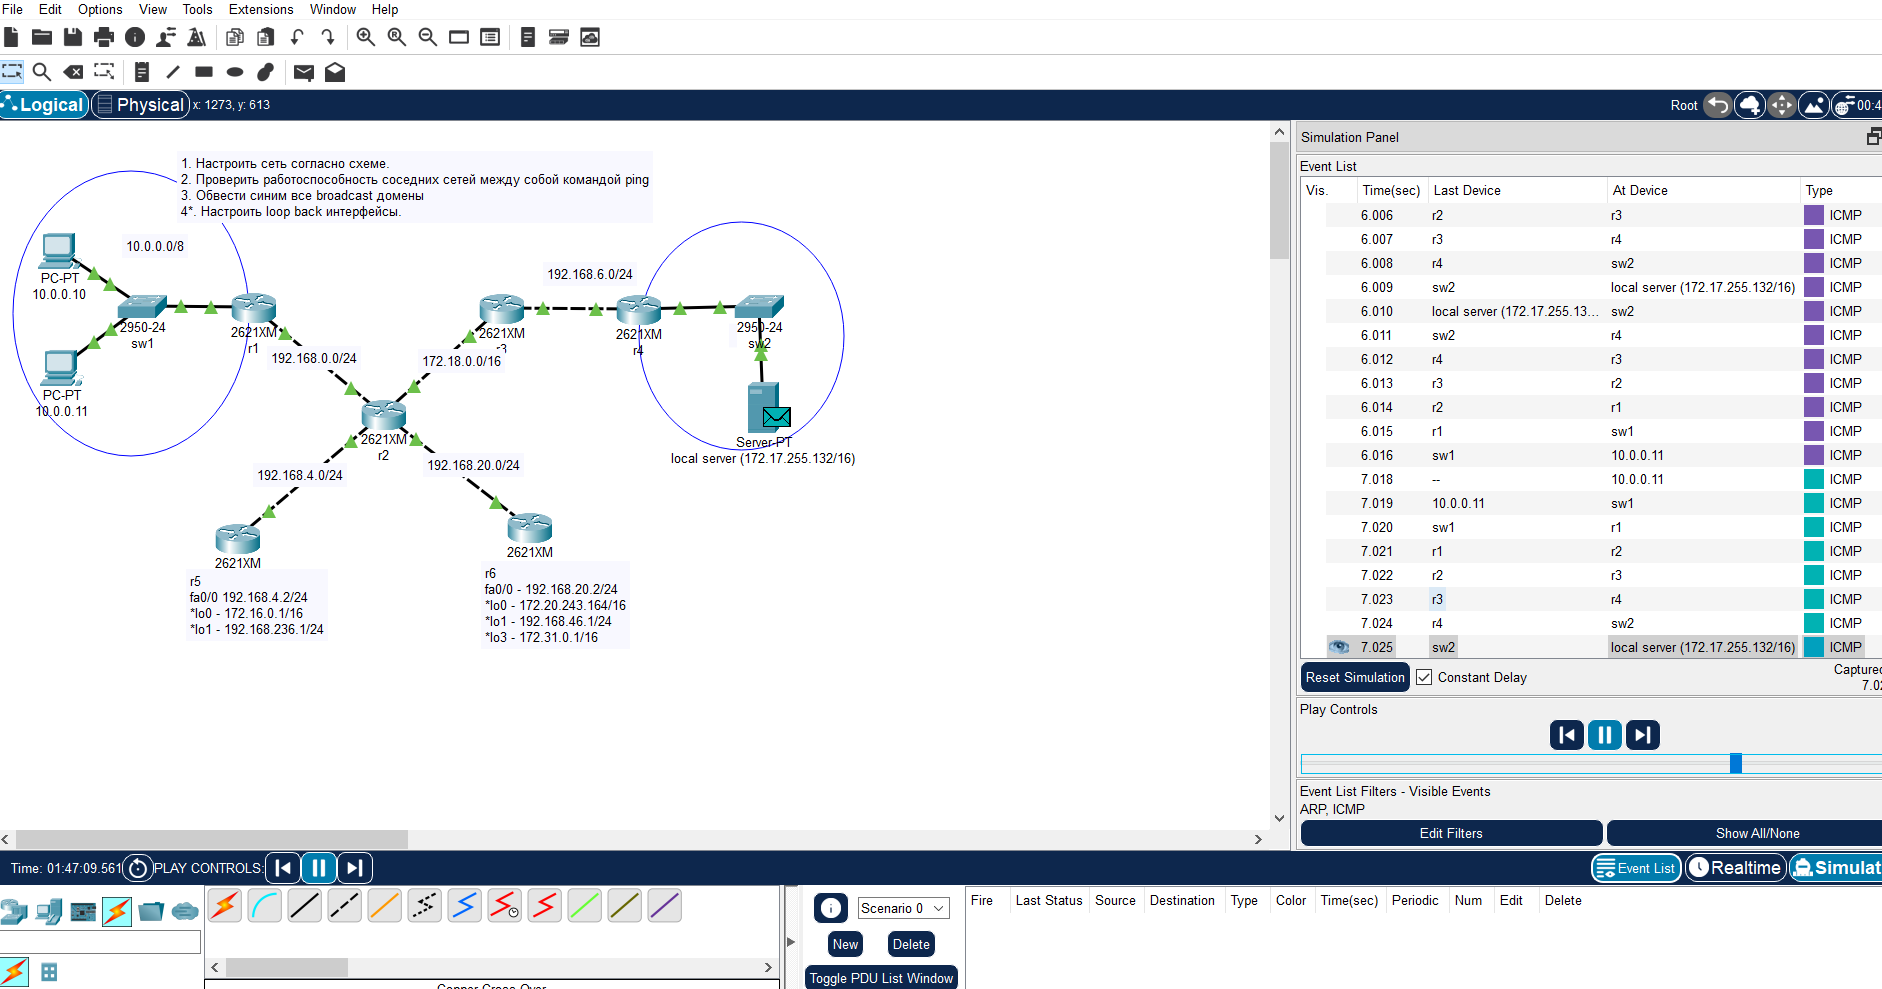 File Edit Options View Tools Extensions Window Help
Logical Physical x: 1273, y: 613
Root
1. Настроить сеть согласно схеме.
2. Проверить работоспособность соседних сетей между собой командой ping
3. Обвести синим все broadcast домены
4*. Настроить loop back интерфейсы.
10.0.0.0/8
PC-PT
10.0.0.10
2950-24
sw1
PC-PT
10.0.0.11
2621XM
r1
192.168.0.0/24
2621XM
r3
172.18.0.0/16
192.168.6.0/24
2621XM
r4
2950-24
sw2
Server-PT
local server (172.17.255.132/16)
2621XM
r2
192.168.4.0/24
192.168.20.0/24
2621XM
r5
fa0/0 192.168.4.2/24
*lo0 - 172.16.0.1/16
*lo1 - 192.168.236.1/24
2621XM
r6
fa0/0 - 192.168.20.2/24
*lo0 - 172.20.243.164/16
*lo1 - 192.168.46.1/24
*lo3 - 172.31.0.1/16
Simulation Panel
Event List
Vis. Time(sec) Last Device At Device Type
6.006 r2 r3 ICMP
6.007 r3 r4 ICMP
6.008 r4 sw2 ICMP
6.009 sw2 local server (172.17.255.132/16) ICMP
6.010 local server (172.17.255.13... sw2 ICMP
6.011 sw2 r4 ICMP
6.012 r4 r3 ICMP
6.013 r3 r2 ICMP
6.014 r2 r1 ICMP
6.015 r1 sw1 ICMP
6.016 sw1 10.0.0.11 ICMP
7.018 -- 10.0.0.11 ICMP
7.019 10.0.0.11 sw1 ICMP
7.020 sw1 r1 ICMP
7.021 r1 r2 ICMP
7.022 r2 r3 ICMP
7.023 r3 r4 ICMP
7.024 r4 sw2 ICMP
7.025 sw2 local server (172.17.255.132/16) ICMP
Reset Simulation Constant Delay Captured
7.02
Play Controls
Event List Filters - Visible Events
ARP, ICMP
Edit Filters Show All/None
Time: 01:47:09.561 PLAY CONTROLS:
Event List Realtime Simulat
Scenario 0
New Delete
Toggle PDU List Window
Fire Last Status Source Destination Type Color Time(sec) Periodic Num Edit Delete
Copper Cross-Over